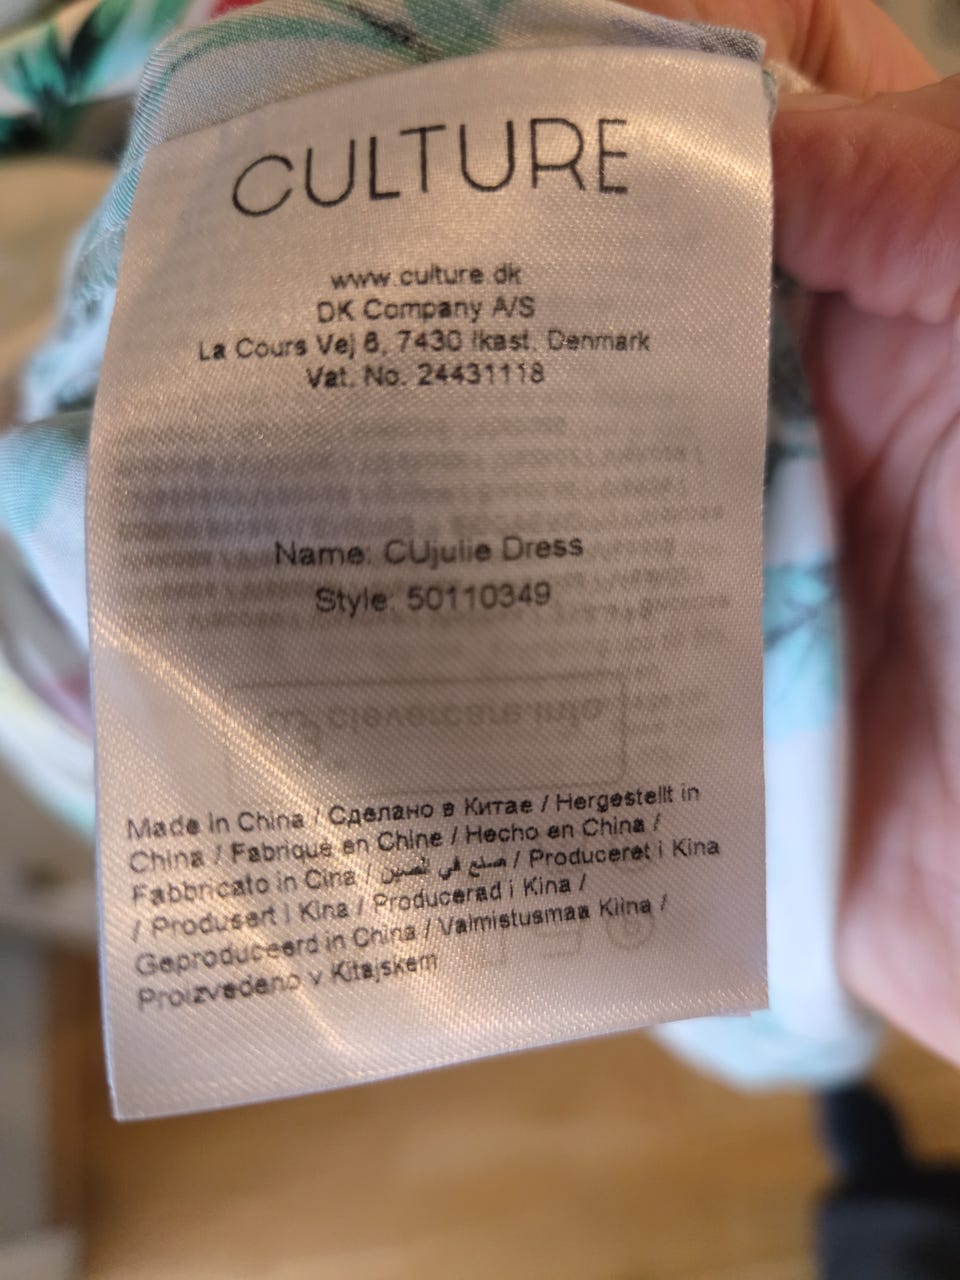 CULTURE
www.culture.dk
DK Company A/S
La Cours Vej 6, 7430 Ikast, Denmark
Vat. No. 24431118
Name: CUjulie Dress
Style: 50110349
Made in China / Сделано в Китае / Hergestellt in
China / Fabriqué en Chine / Hecho en China /
Fabbricato in Cina / صنع في الصين / Produceret i Kina
/ Produsert i Kina / Producerad i Kina /
Geproduceerd in China / Valmistusmaa Kiina /
Proizvedeno v Kitajskem